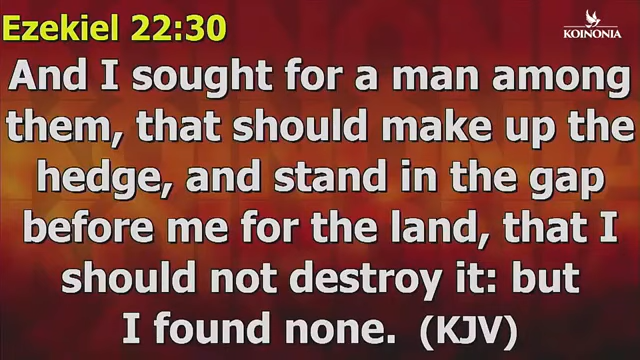 Ezekiel 22:30
KOINONIA
And I sought for a man among
them, that should make up the
hedge, and stand in the gap
before me for the land, that I
should not destroy it: but
I found none. (KJV)